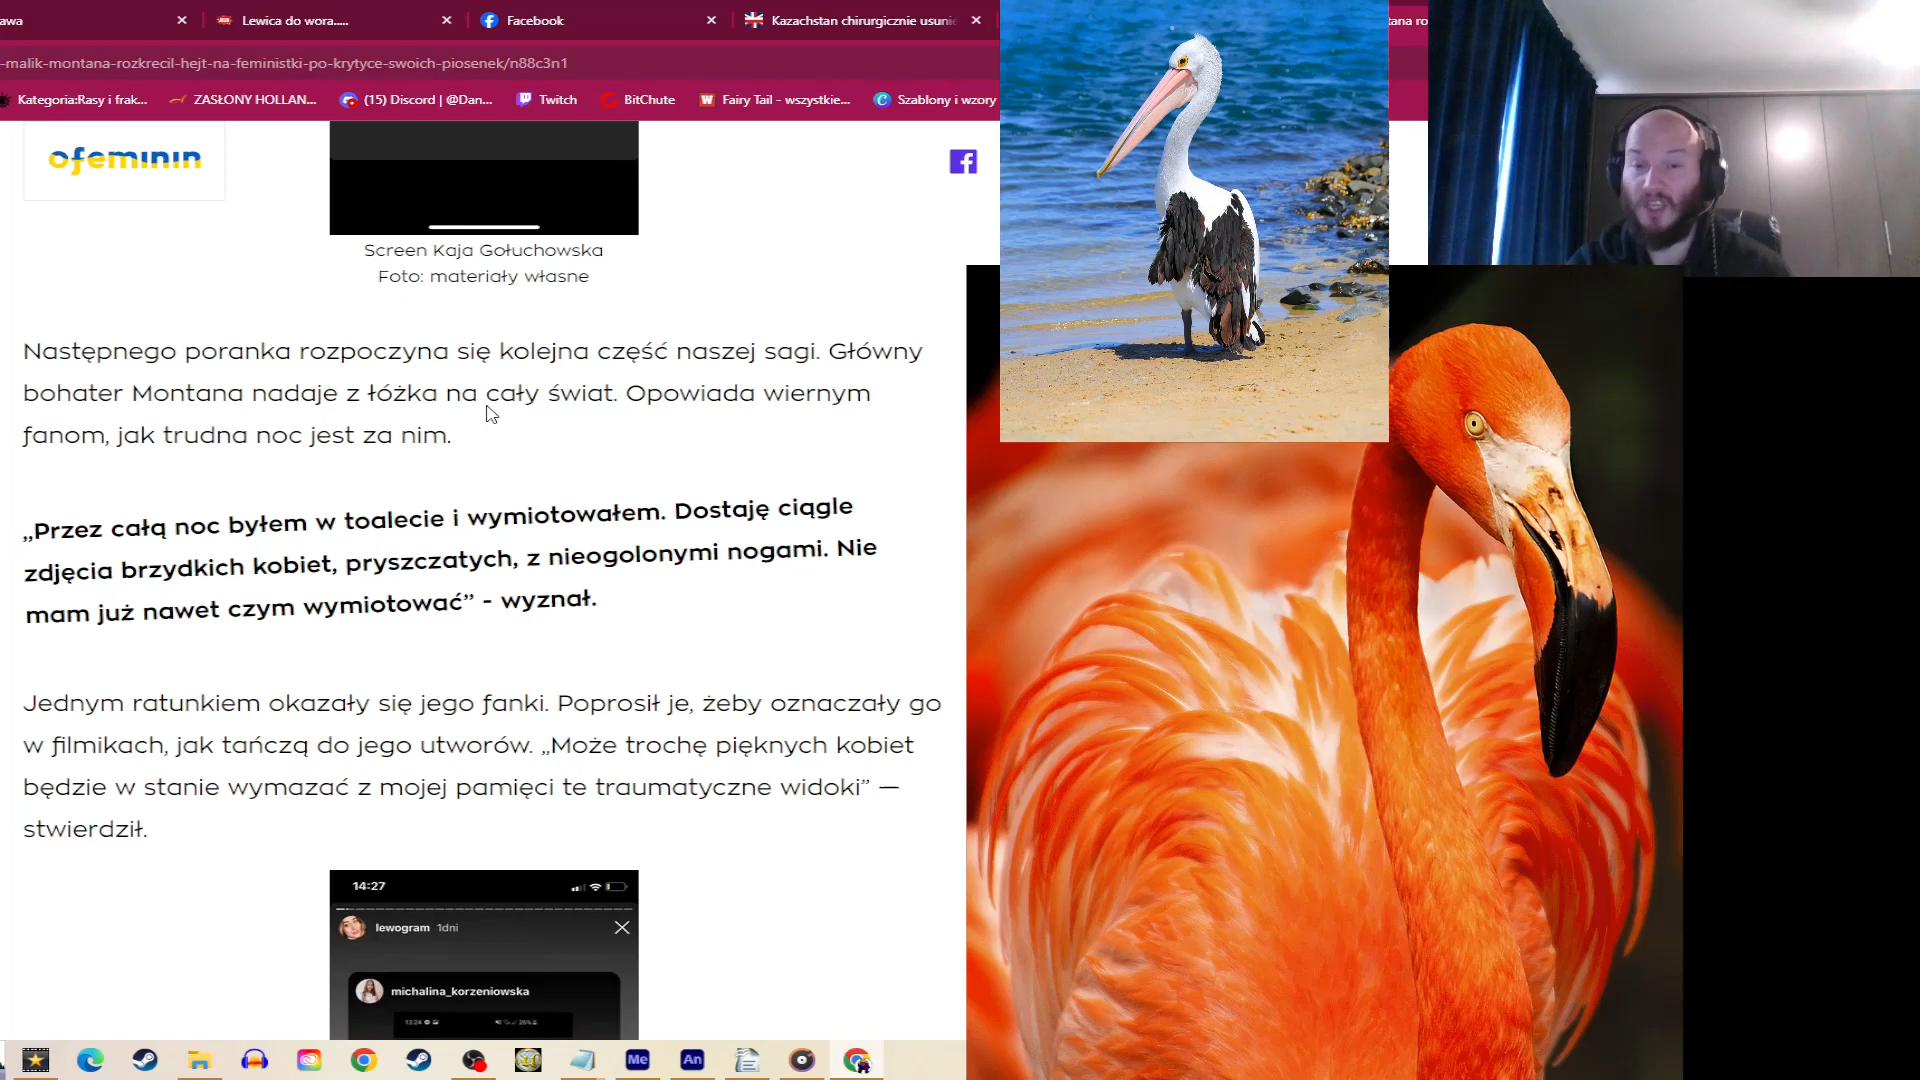 awa
Lewica do wora.....
Facebook
Kazachstan chirurgicznie usunie
tana ro
-malik-montana-rozkrecil-hejt-na-feministki-po-krytyce-swoich-piosenek/n88c3n1
Kategoria:Rasy i frak...
ZASŁONY HOLLAN...
(15) Discord | @Dan...
Twitch
BitChute
Fairy Tail - wszystkie...
Szablony i wzory
ofeminin
Screen Kaja Gołuchowska
Foto: materiały własne
Następnego poranka rozpoczyna się kolejna część naszej sagi. Główny
bohater Montana nadaje z łóżka na cały świat. Opowiada wiernym
fanom, jak trudna noc jest za nim.
„Przez całą noc byłem w toalecie i wymiotowałem. Dostaję ciągle
zdjęcia brzydkich kobiet, pryszczatych, z nieogolonymi nogami. Nie
mam już nawet czym wymiotować” - wyznał.
Jednym ratunkiem okazały się jego fanki. Poprosił je, żeby oznaczały go
w filmikach, jak tańczą do jego utworów. „Może trochę pięknych kobiet
będzie w stanie wymazać z mojej pamięci te traumatyczne widoki” —
stwierdził.
14:27
lewogram 1dni
michalina_korzeniowska
13:24
26%
Me
An